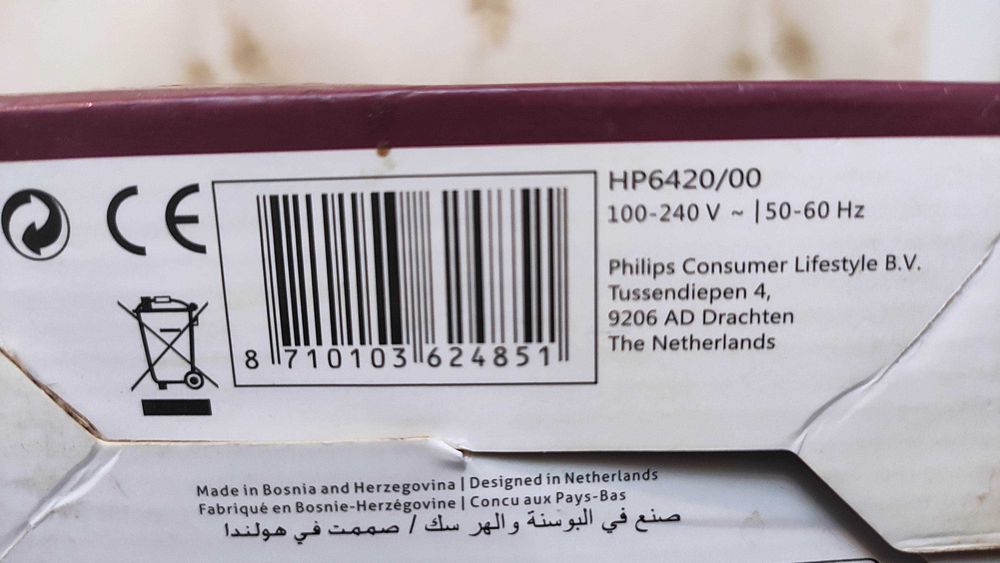 CE
8 710103 624851
HP6420/00
100-240 V ~ | 50-60 Hz
Philips Consumer Lifestyle B.V.
Tussendiepen 4,
9206 AD Drachten
The Netherlands
Made in Bosnia and Herzegovina | Designed in Netherlands
Fabriqué en Bosnie-Herzégovine | Concu aux Pays-Bas
صنع في البوسنة والهر سك / صممت في هولندا